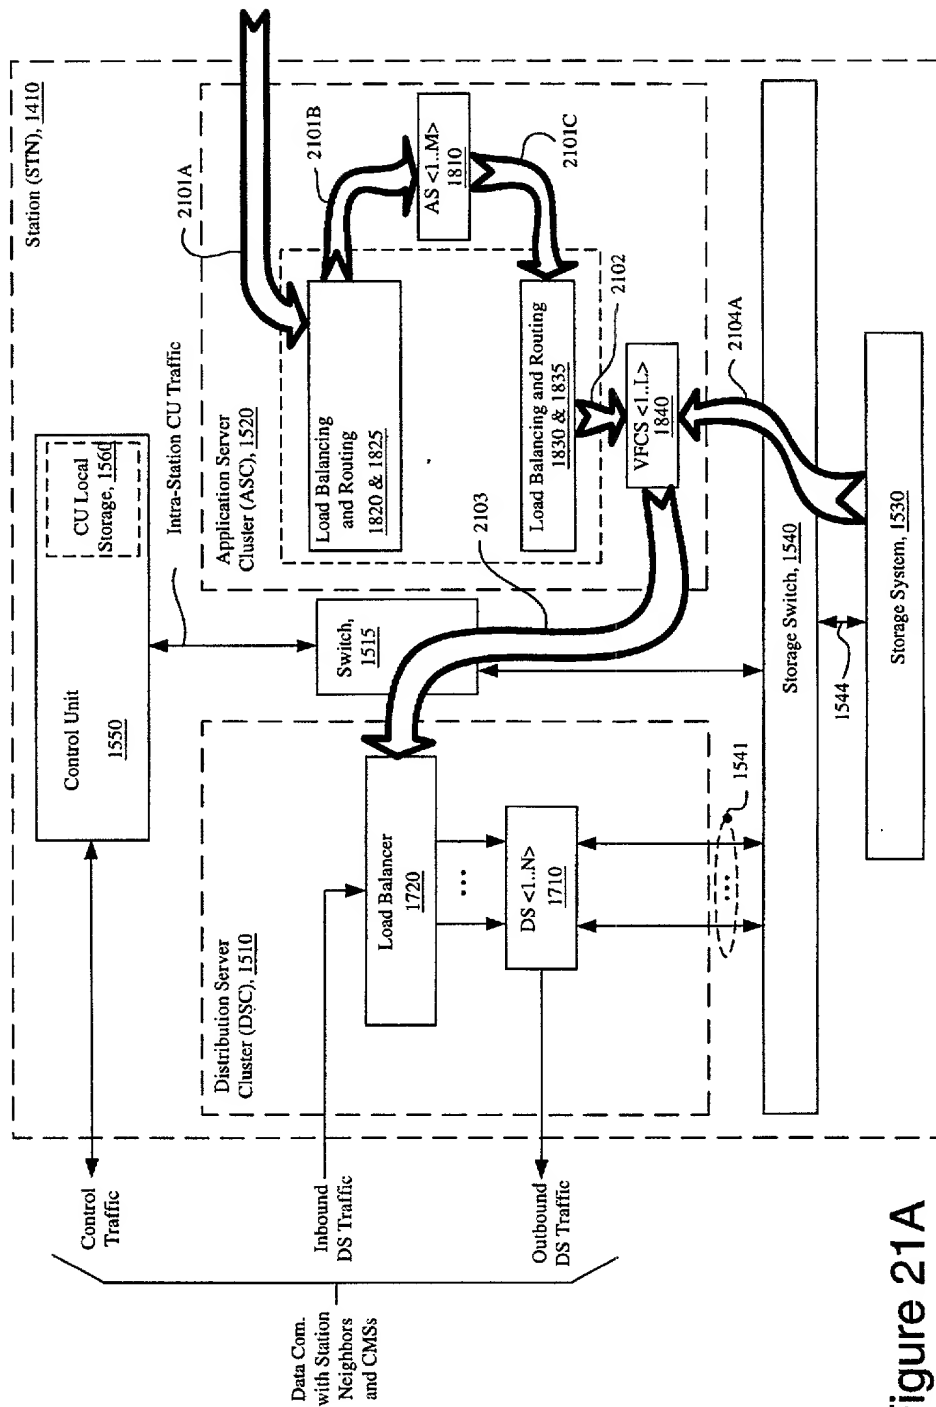 Station (STN), 1410
2101A
Intra-Station CU Traffic
Control Unit
1550
CU Local
Storage, 1560
Application Server
Cluster (ASC), 1520
Load Balancing
and Routing
1820 & 1825
2101B
AS <1..M>
1810
2101C
Load Balancing and Routing
1830 & 1835
2102
VFCS <1..L>
1840
2104A
2103
Switch,
1515
Distribution Server
Cluster (DSC), 1510
Load Balancer
1720
...
DS <1..N>
1710
...
1541
Storage Switch, 1540
1544
Storage System, 1530
Control
Traffic
Inbound
DS Traffic
Outbound
DS Traffic
Data Com.
with Station
Neighbors
and CMSs
Figure 21A